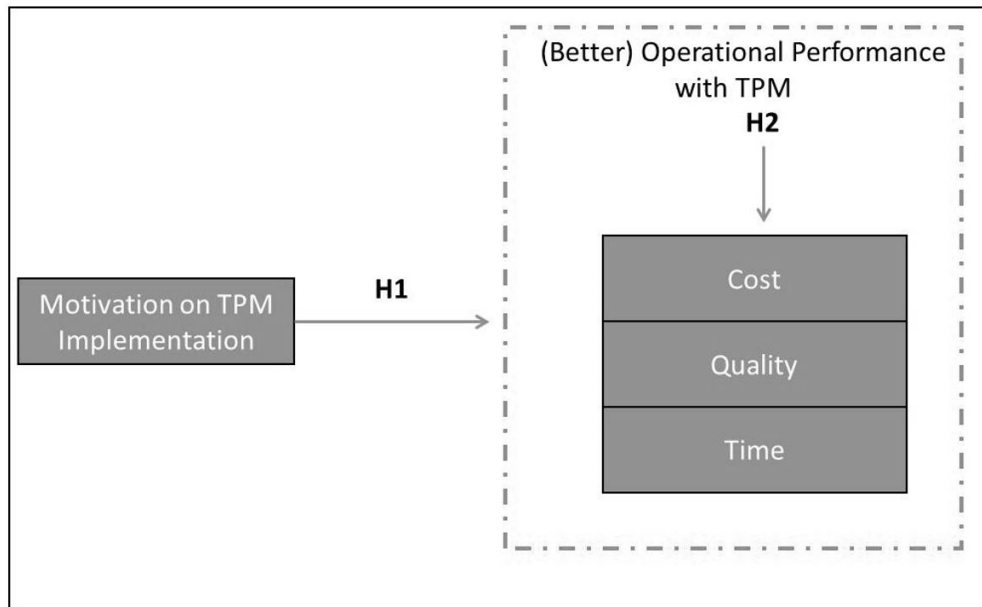 (Better) Operational Performance
with TPM
H2
Motivation on TPM
Implementation
H1
Cost
Quality
Time